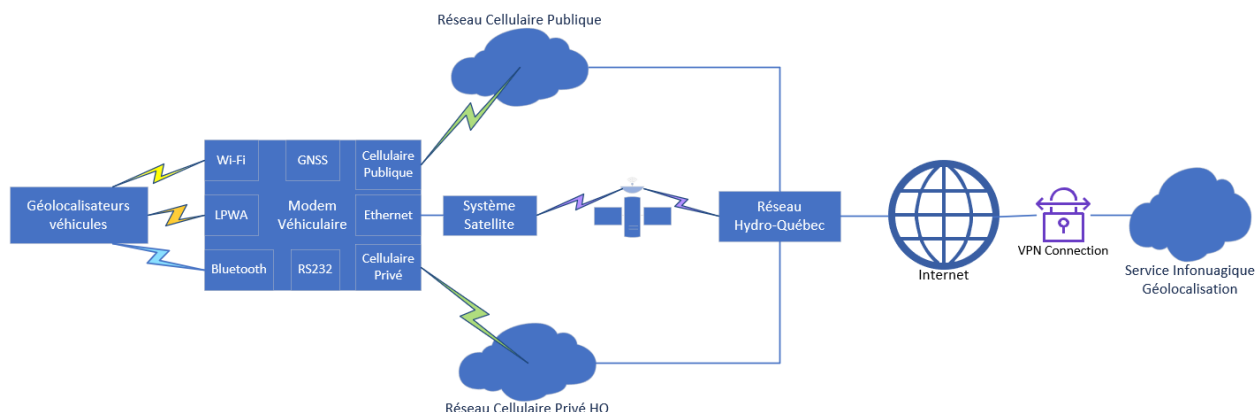 Réseau Cellulaire Publique
Wi-Fi
GNSS
Cellulaire
Publique
Géolocalisateurs
véhicules
LPWA
Modem
Véhiculaire
Ethernet
Système
Satellite
Réseau
Hydro-Québec
Bluetooth
RS232
Cellulaire
Privé
Internet
VPN Connection
Service Infonuagique
Géolocalisation
Réseau Cellulaire Privé HQ